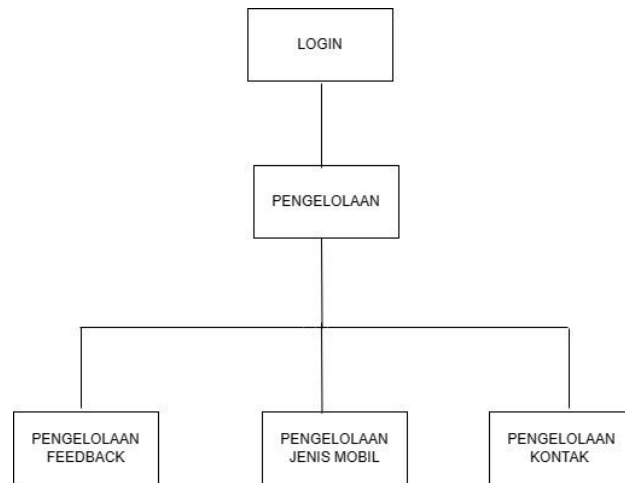 LOGIN
PENGELOLAAN
PENGELOLAAN
FEEDBACK
PENGELOLAAN
JENIS MOBIL
PENGELOLAAN
KONTAK